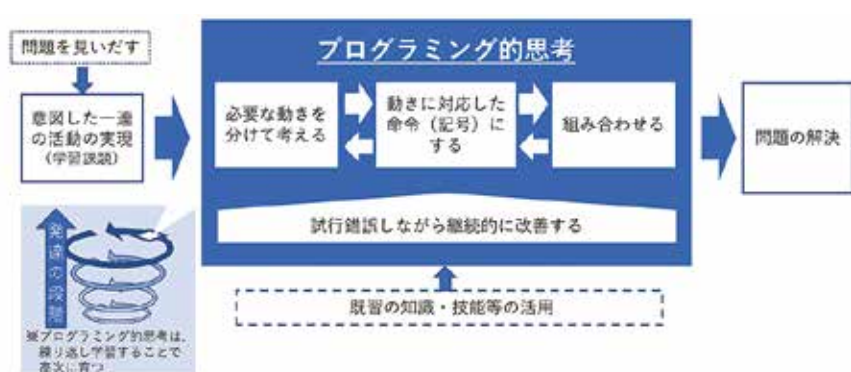 問題を見いだす
意図した一連
の活動の実現
(学習課題)
プログラミング的思考
必要な動きを
分けて考える
動きに対応した
命令（記号）に
する
組み合わせる
試行錯誤しながら継続的に改善する
問題の解決
既習の知識・技能等の活用
発達の段階
※プログラミング的思考は、
繰り返し学習することで
高次に育つ